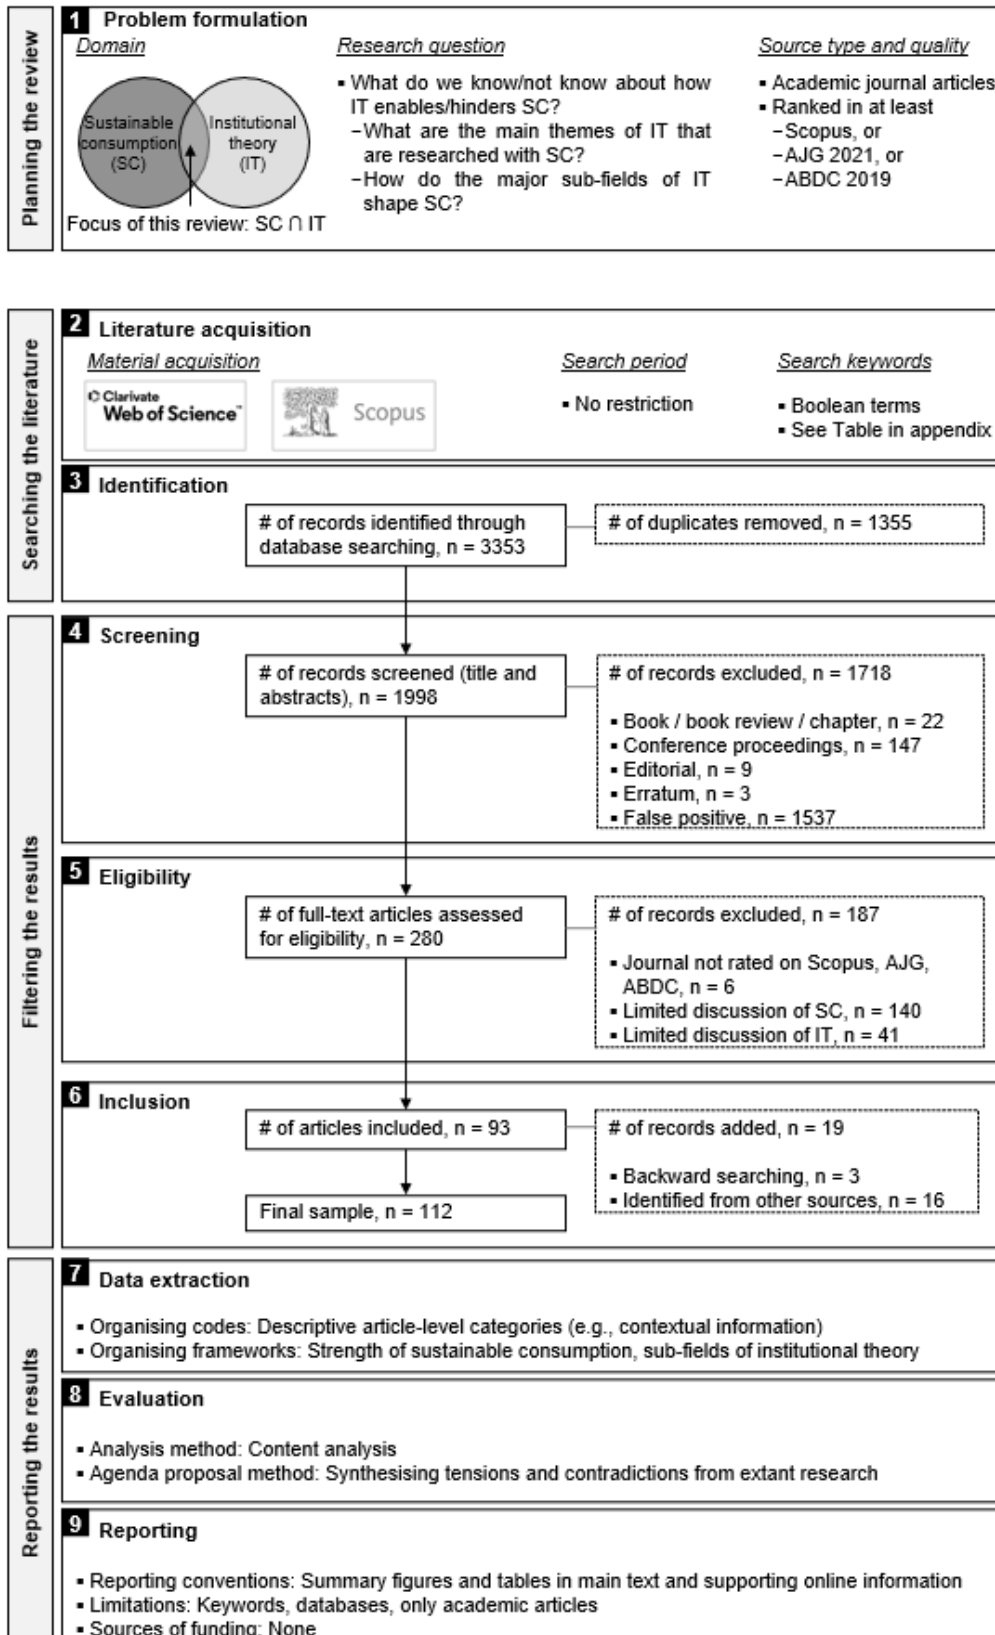 Planning the review
1 Problem formulation
Domain
Sustainable
consumption
(SC)
Institutional
theory
(IT)
Focus of this review: SC ∩ IT
Research question
▪ What do we know/not know about how
IT enables/hinders SC?
–What are the main themes of IT that
are researched with SC?
–How do the major sub-fields of IT
shape SC?
Source type and quality
▪ Academic journal articles
▪ Ranked in at least
–Scopus, or
–AJG 2021, or
–ABDC 2019
Searching the literature
2 Literature acquisition
Material acquisition
Clarivate
Web of Science™
Scopus
Search period
▪ No restriction
Search keywords
▪ Boolean terms
▪ See Table in appendix
3 Identification
# of records identified through
database searching, n = 3353
# of duplicates removed, n = 1355
Filtering the results
4 Screening
# of records screened (title and
abstracts), n = 1998
# of records excluded, n = 1718
▪ Book / book review / chapter, n = 22
▪ Conference proceedings, n = 147
▪ Editorial, n = 9
▪ Erratum, n = 3
▪ False positive, n = 1537
5 Eligibility
# of full-text articles assessed
for eligibility, n = 280
# of records excluded, n = 187
▪ Journal not rated on Scopus, AJG,
ABDC, n = 6
▪ Limited discussion of SC, n = 140
▪ Limited discussion of IT, n = 41
6 Inclusion
# of articles included, n = 93
# of records added, n = 19
▪ Backward searching, n = 3
▪ Identified from other sources, n = 16
Final sample, n = 112
Reporting the results
7 Data extraction
▪ Organising codes: Descriptive article-level categories (e.g., contextual information)
▪ Organising frameworks: Strength of sustainable consumption, sub-fields of institutional theory
8 Evaluation
▪ Analysis method: Content analysis
▪ Agenda proposal method: Synthesising tensions and contradictions from extant research
9 Reporting
▪ Reporting conventions: Summary figures and tables in main text and supporting online information
▪ Limitations: Keywords, databases, only academic articles
▪ Sources of funding: None